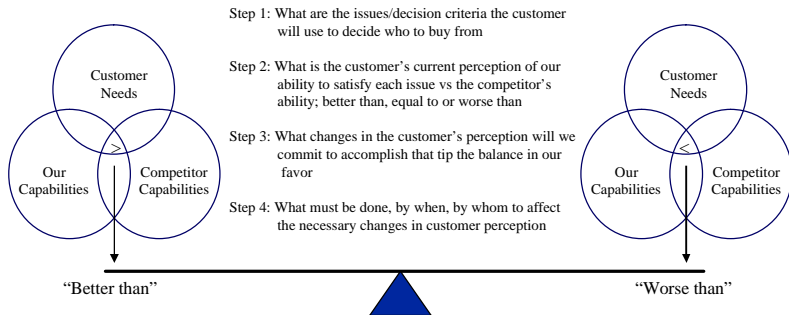 Step 1: What are the issues/decision criteria the customer
will use to decide who to buy from
Step 2: What is the customer's current perception of our
ability to satisfy each issue vs the competitor's
ability; better than, equal to or worse than
Step 3: What changes in the customer's perception will we
commit to accomplish that tip the balance in our
favor
Step 4: What must be done, by when, by whom to affect
the necessary changes in customer perception
Customer
Needs
>
Our
Capabilities
Competitor
Capabilities
Customer
Needs
<
Our
Capabilities
Competitor
Capabilities
“Better than”
“Worse than”